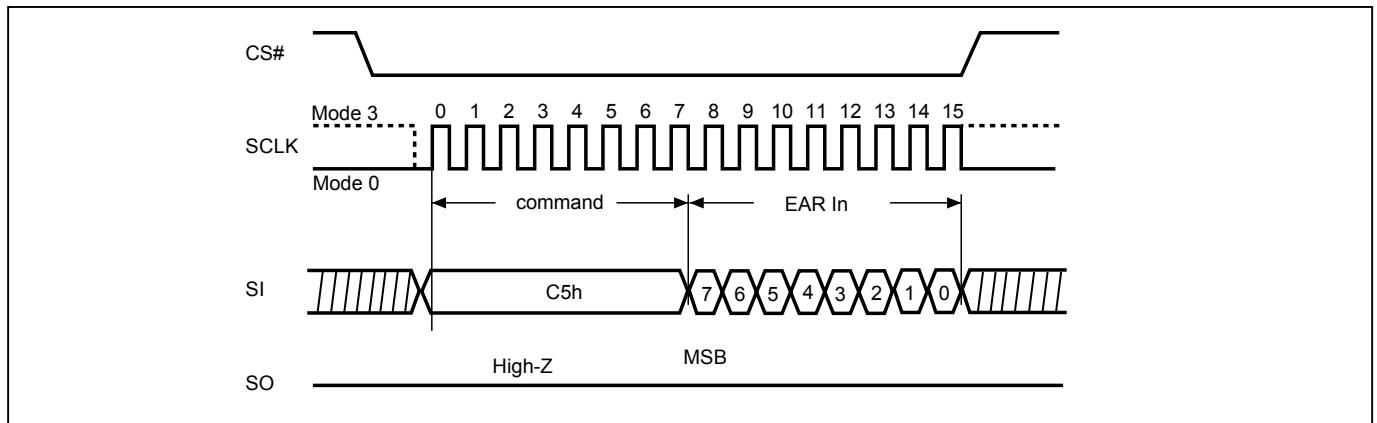 CS#
Mode 3
0 1 2 3 4 5 6 7 8 9 10 11 12 13 14 15
SCLK
Mode 0
command
EAR In
SI
C5h
7 6 5 4 3 2 1 0
High-Z
MSB
SO